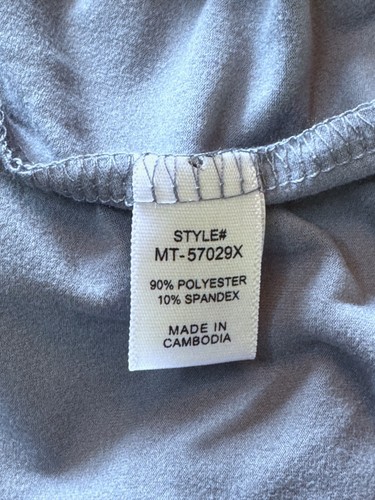 STYLE#
MT-57029X
90% POLYESTER
10% SPANDEX
MADE IN
CAMBODIA